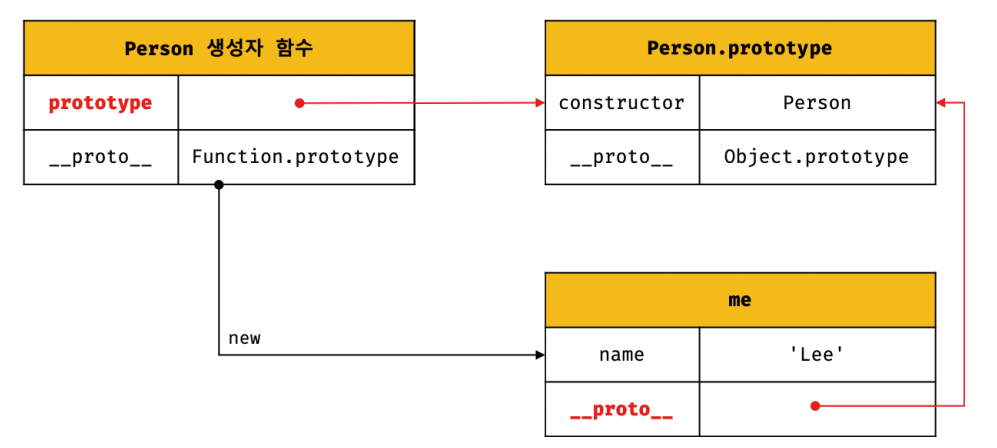 Person 생성자 함수
prototype
__proto__ Function.prototype
Person.prototype
constructor Person
__proto__ Object.prototype
new
me
name 'Lee'
__proto__